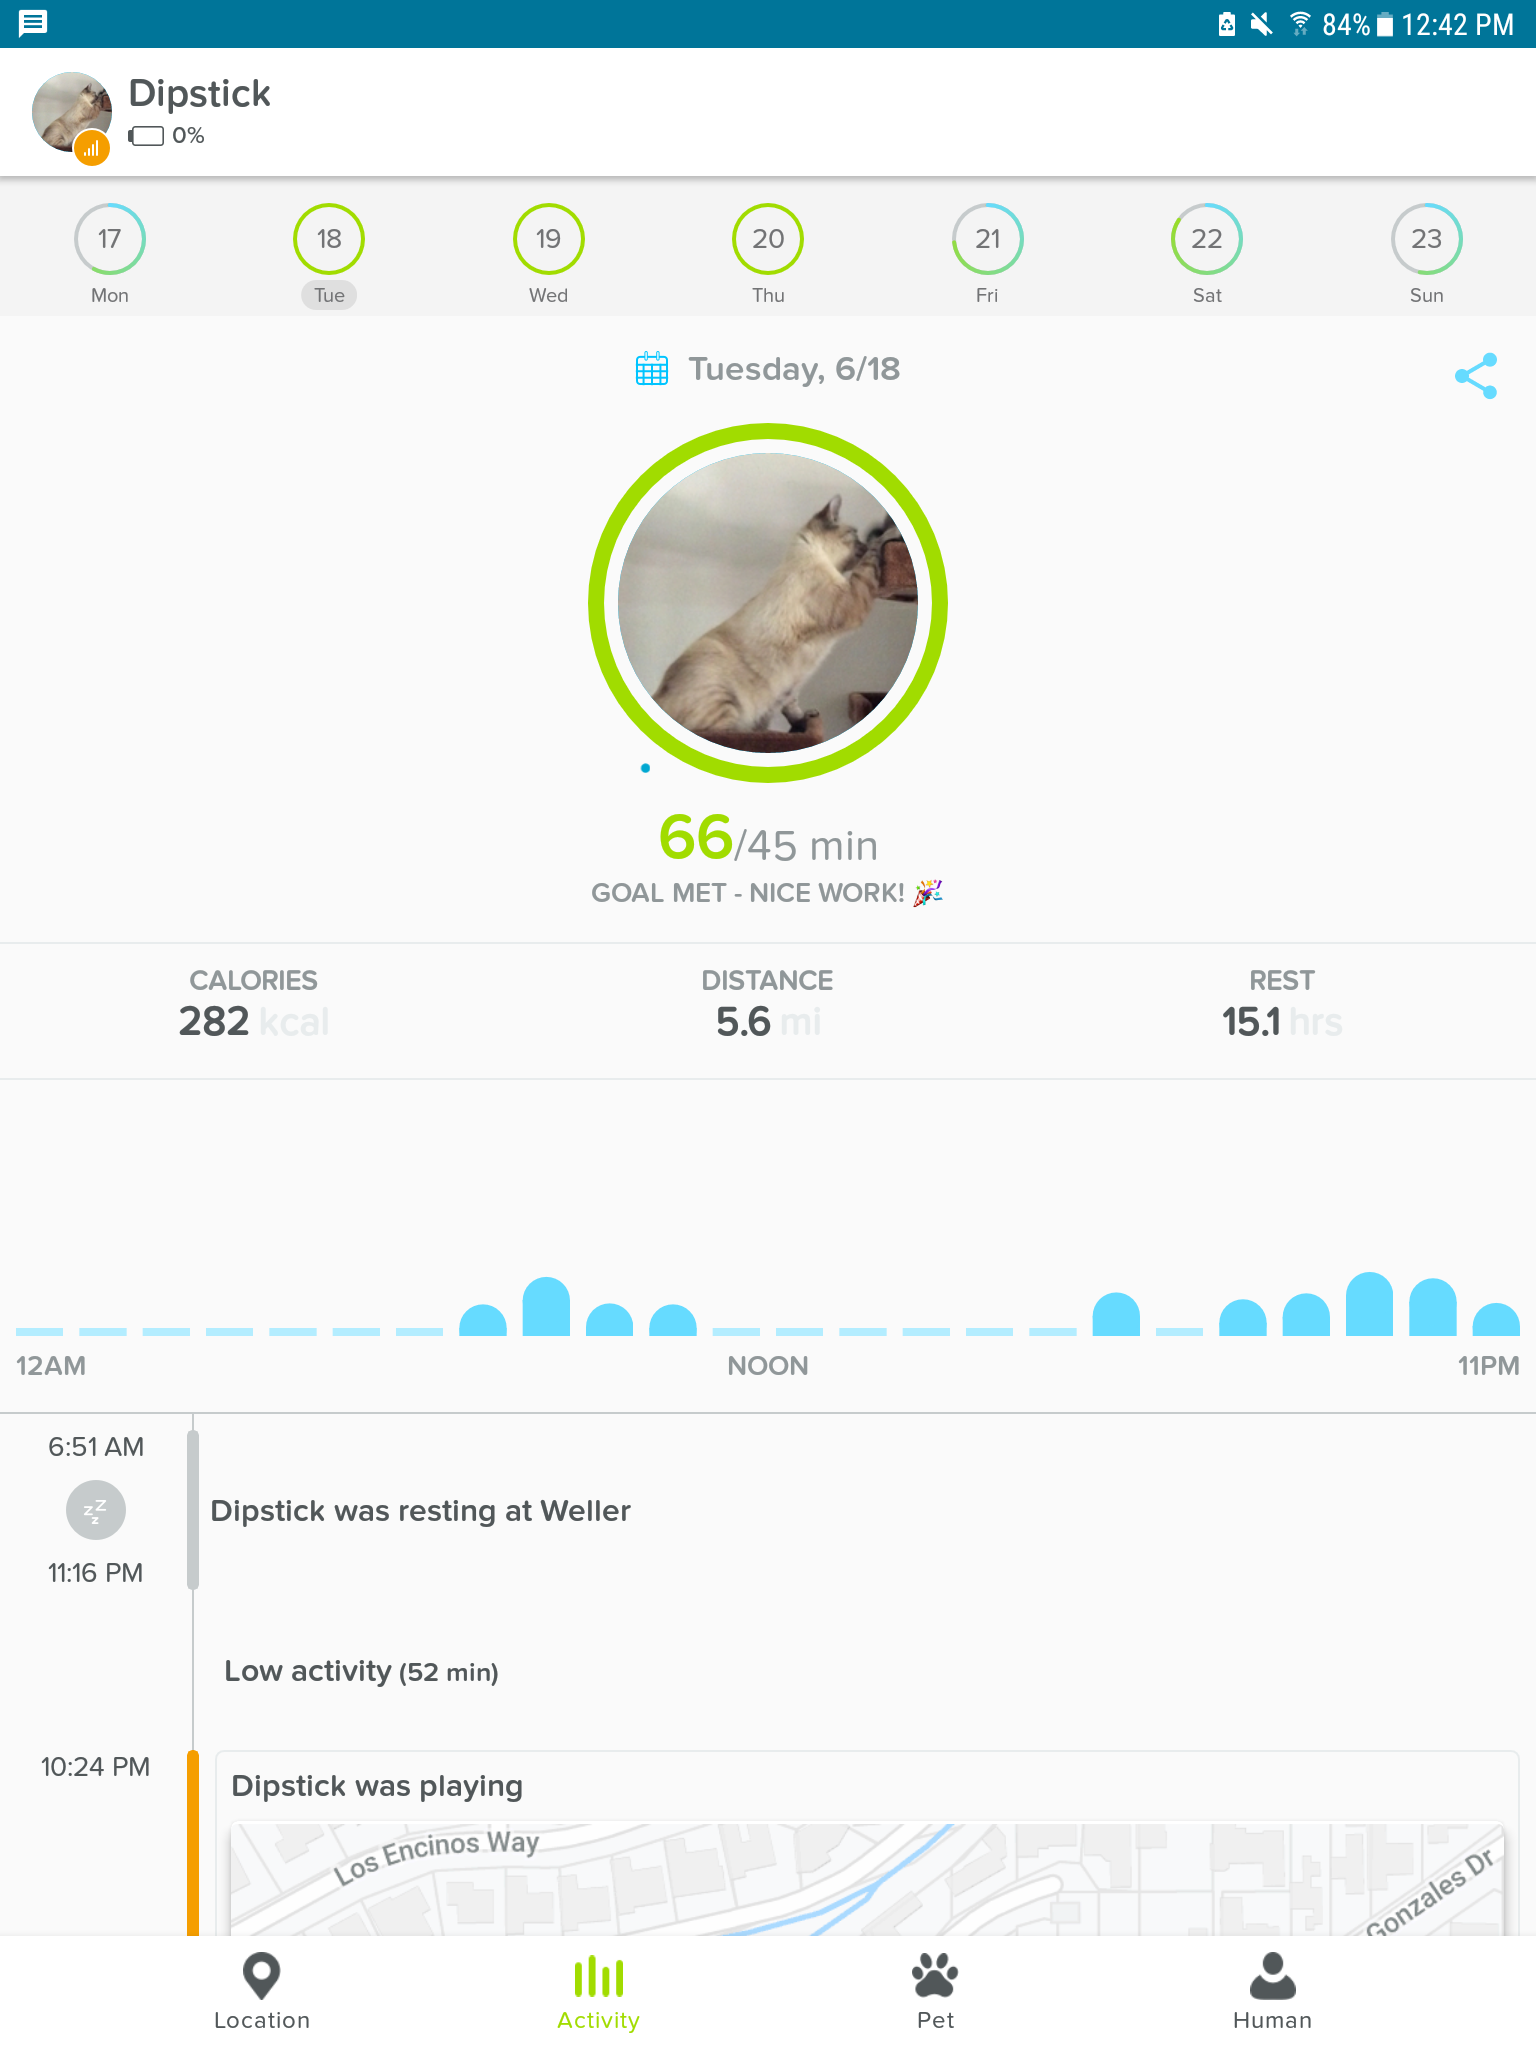 84% 12:42 PM
Dipstick
0%
17 18 19 20 21 22 23
Mon Tue Wed Thu Fri Sat Sun
Tuesday, 6/18
66/45 min
GOAL MET - NICE WORK! 🎉
CALORIES DISTANCE REST
282 kcal 5.6 mi 15.1 hrs
12AM NOON 11PM
6:51 AM
zzz
Dipstick was resting at Weller
11:16 PM
Low activity (52 min)
10:24 PM
Dipstick was playing
Los Encinos Way
Gonzales Dr
Location Activity Pet Human